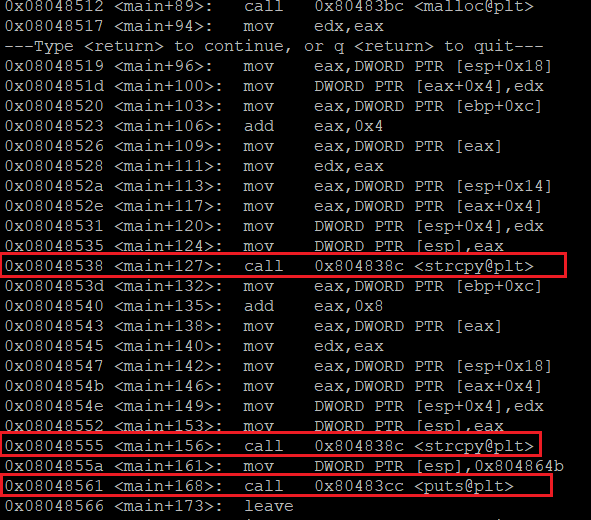 0x08048512 <main+89>: call 0x80483bc <malloc@plt>
0x08048517 <main+94>: mov edx,eax
---Type <return> to continue, or q <return> to quit---
0x08048519 <main+96>: mov eax,DWORD PTR [esp+0x18]
0x0804851d <main+100>: mov DWORD PTR [eax+0x4],edx
0x08048520 <main+103>: mov eax,DWORD PTR [ebp+0xc]
0x08048523 <main+106>: add eax,0x4
0x08048526 <main+109>: mov eax,DWORD PTR [eax]
0x08048528 <main+111>: mov edx,eax
0x0804852a <main+113>: mov eax,DWORD PTR [esp+0x14]
0x0804852e <main+117>: mov eax,DWORD PTR [eax+0x4]
0x08048531 <main+120>: mov DWORD PTR [esp+0x4],edx
0x08048535 <main+124>: mov DWORD PTR [esp],eax
0x08048538 <main+127>: call 0x804838c <strcpy@plt>
0x0804853d <main+132>: mov eax,DWORD PTR [ebp+0xc]
0x08048540 <main+135>: add eax,0x8
0x08048543 <main+138>: mov eax,DWORD PTR [eax]
0x08048545 <main+140>: mov edx,eax
0x08048547 <main+142>: mov eax,DWORD PTR [esp+0x18]
0x0804854b <main+146>: mov eax,DWORD PTR [eax+0x4]
0x0804854e <main+149>: mov DWORD PTR [esp+0x4],edx
0x08048552 <main+153>: mov DWORD PTR [esp],eax
0x08048555 <main+156>: call 0x804838c <strcpy@plt>
0x0804855a <main+161>: mov DWORD PTR [esp],0x804864b
0x08048561 <main+168>: call 0x80483cc <puts@plt>
0x08048566 <main+173>: leave